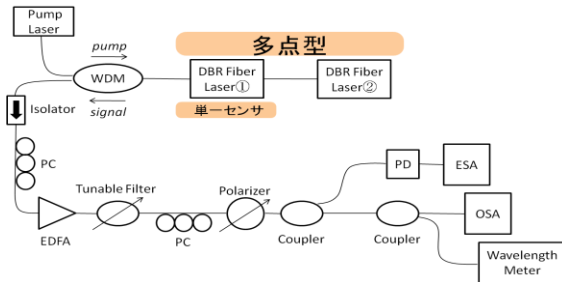 Pump
Laser
pump
多点型
WDM
DBR Fiber
Laser①
DBR Fiber
Laser②
signal
単一センサ
Isolator
PC
Tunable Filter
Polarizer
PD
ESA
EDFA
PC
Coupler
Coupler
OSA
Wavelength
Meter